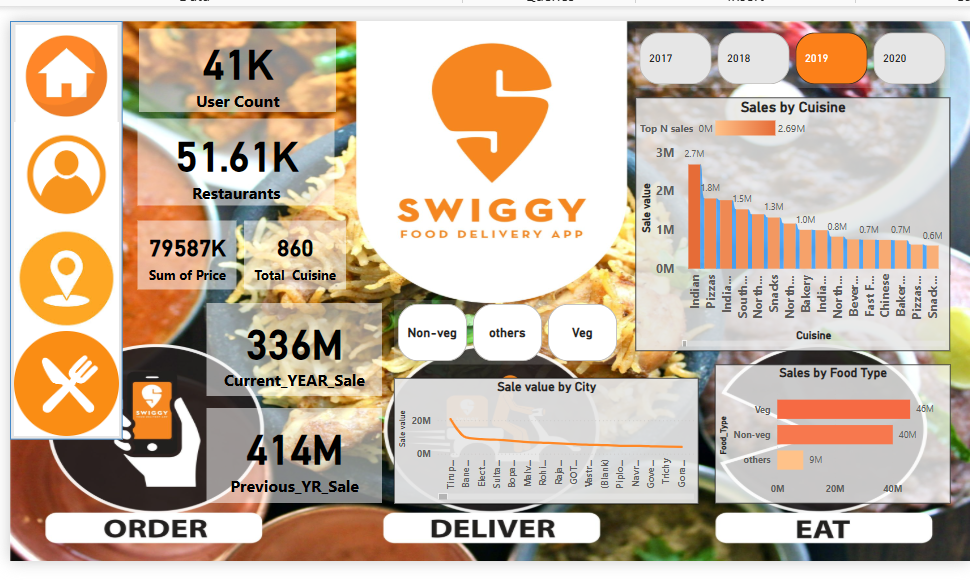 41K
User Count
51.61K
Restaurants
79587K
Sum of Price
860
Total Cuisine
336M
Current_YEAR_Sale
414M
Previous_YR_Sale
SWIGGY
FOOD DELIVERY APP
Non-veg
others
Veg
2017
2018
2019
2020
Sales by Cuisine
Top N sales 0M 2.69M
Sale value
3M
2M
1M
0M
2.7M
1.8M
1.5M
1.3M
1.0M
0.8M
0.7M
0.7M
0.6M
Indian
Pizzas
India...
South...
North...
Snacks
North...
Bakery
India...
North...
Bever...
Fast F...
Chinese
Baker...
Pizzas...
Snack...
Cuisine
Sale value by City
Sale value
20M
0M
Tirup...
Bane...
Elect...
Sulta...
Bopa...
Malv...
Rohi...
Raja...
GOT...
Vastr...
(Blank)
Piplo...
Navr...
Gove...
Trichy
Gora...
Sales by Food Type
Food_Type
Veg
46M
Non-veg
40M
others
9M
0M
20M
40M
SWIGGY
ORDER
DELIVER
EAT